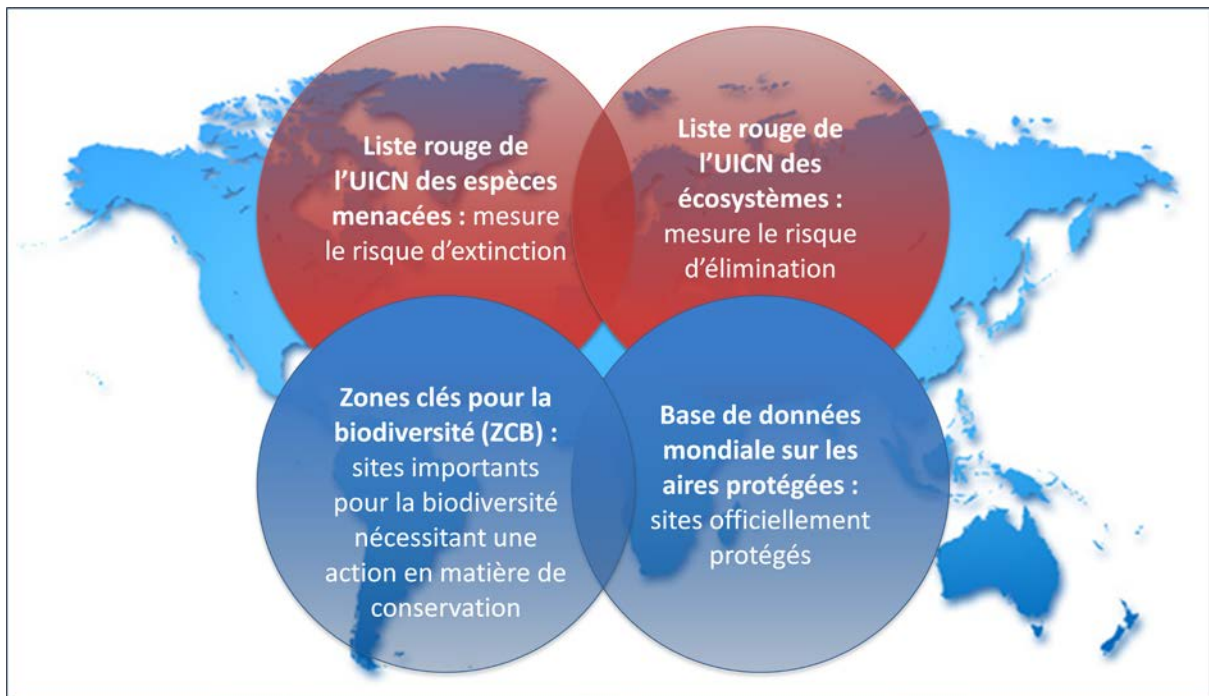 Liste rouge de
l’UICN des espèces
menacées : mesure
le risque d’extinction
Liste rouge de
l’UICN des
écosystèmes :
mesure le risque
d’élimination
Zones clés pour la
biodiversité (ZCB) :
sites importants
pour la biodiversité
nécessitant une
action en matière de
conservation
Base de données
mondiale sur les
aires protégées :
sites officiellement
protégés